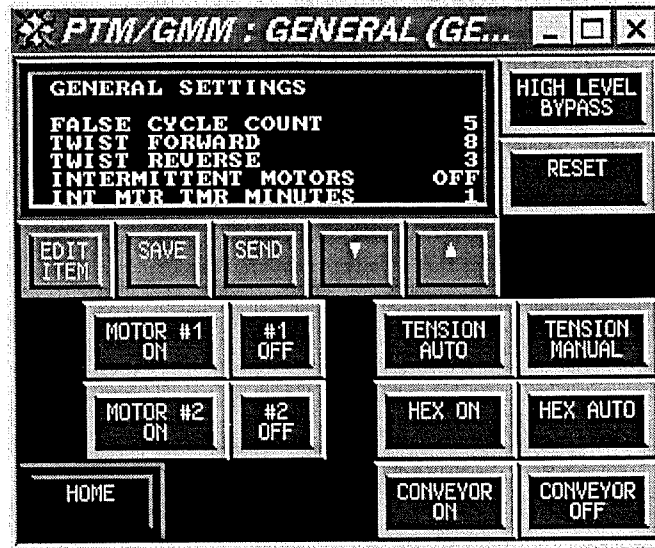 PTM/GMM : GENERAL (GE...
GENERAL SETTINGS
FALSE CYCLE COUNT 5
TWIST FORWARD 8
TWIST REVERSE 3
INTERMITTENT MOTORS OFF
INT MTR TMR MINUTES 1
HIGH LEVEL
BYPASS
RESET
EDIT
ITEM
SAVE
SEND
▼
▲
MOTOR #1
ON
#1
OFF
TENSION
AUTO
TENSION
MANUAL
MOTOR #2
ON
#2
OFF
HEX ON
HEX AUTO
HOME
CONVEYOR
ON
CONVEYOR
OFF